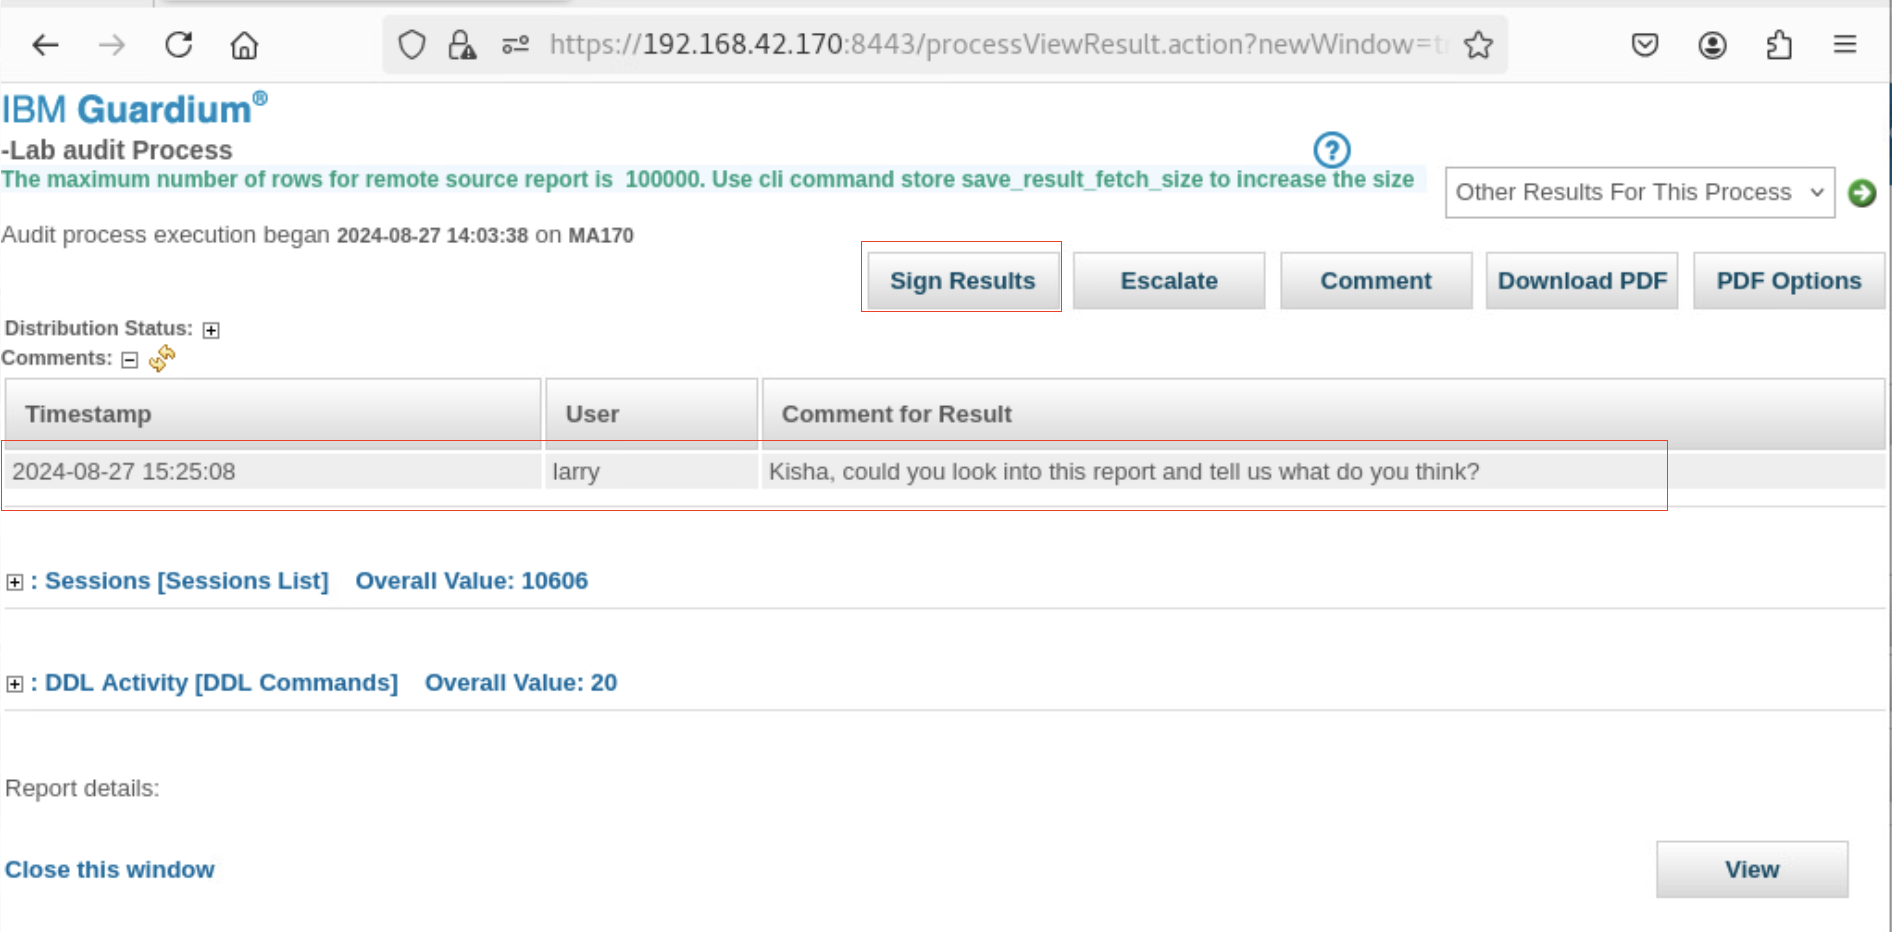 https://192.168.42.170:8443/processViewResult.action?newWindow=t
IBM Guardium®
-Lab audit Process
?
The maximum number of rows for remote source report is 100000. Use cli command store save_result_fetch_size to increase the size
Other Results For This Process
Audit process execution began 2024-08-27 14:03:38 on MA170
Sign Results Escalate Comment Download PDF PDF Options
Distribution Status:
Comments:
Timestamp User Comment for Result
2024-08-27 15:25:08 larry Kisha, could you look into this report and tell us what do you think?
: Sessions [Sessions List] Overall Value: 10606
: DDL Activity [DDL Commands] Overall Value: 20
Report details:
Close this window
View